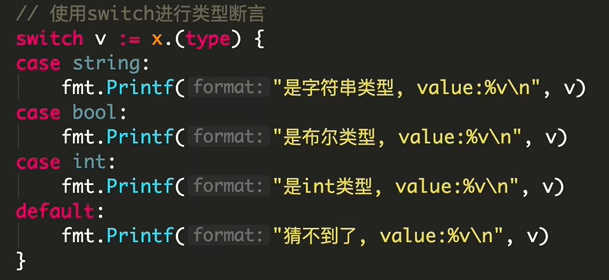 // 使用switch进行类型断言
switch v := x.(type) {
case string:
    fmt.Printf( format: "是字符串类型, value:%v\n", v)
case bool:
    fmt.Printf( format: "是布尔类型, value:%v\n", v)
case int:
    fmt.Printf( format: "是int类型, value:%v\n", v)
default:
    fmt.Printf( format: "猜不到了, value:%v\n", v)
}